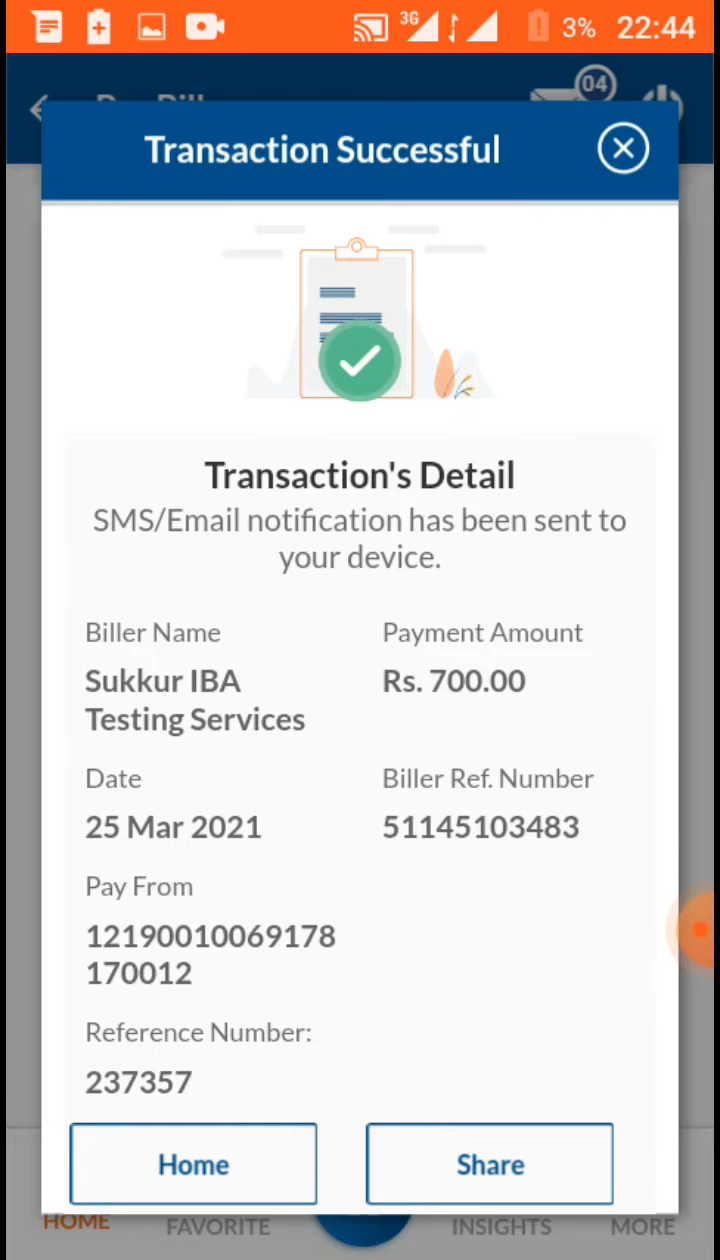 3G 3% 22:44
04
Transaction Successful
Transaction's Detail
SMS/Email notification has been sent to
your device.
Biller Name
Payment Amount
Sukkur IBA
Testing Services
Rs. 700.00
Date
Biller Ref. Number
25 Mar 2021
51145103483
Pay From
12190010069178
170012
Reference Number:
237357
Home
Share
HOME
FAVORITE
INSIGHTS
MORE